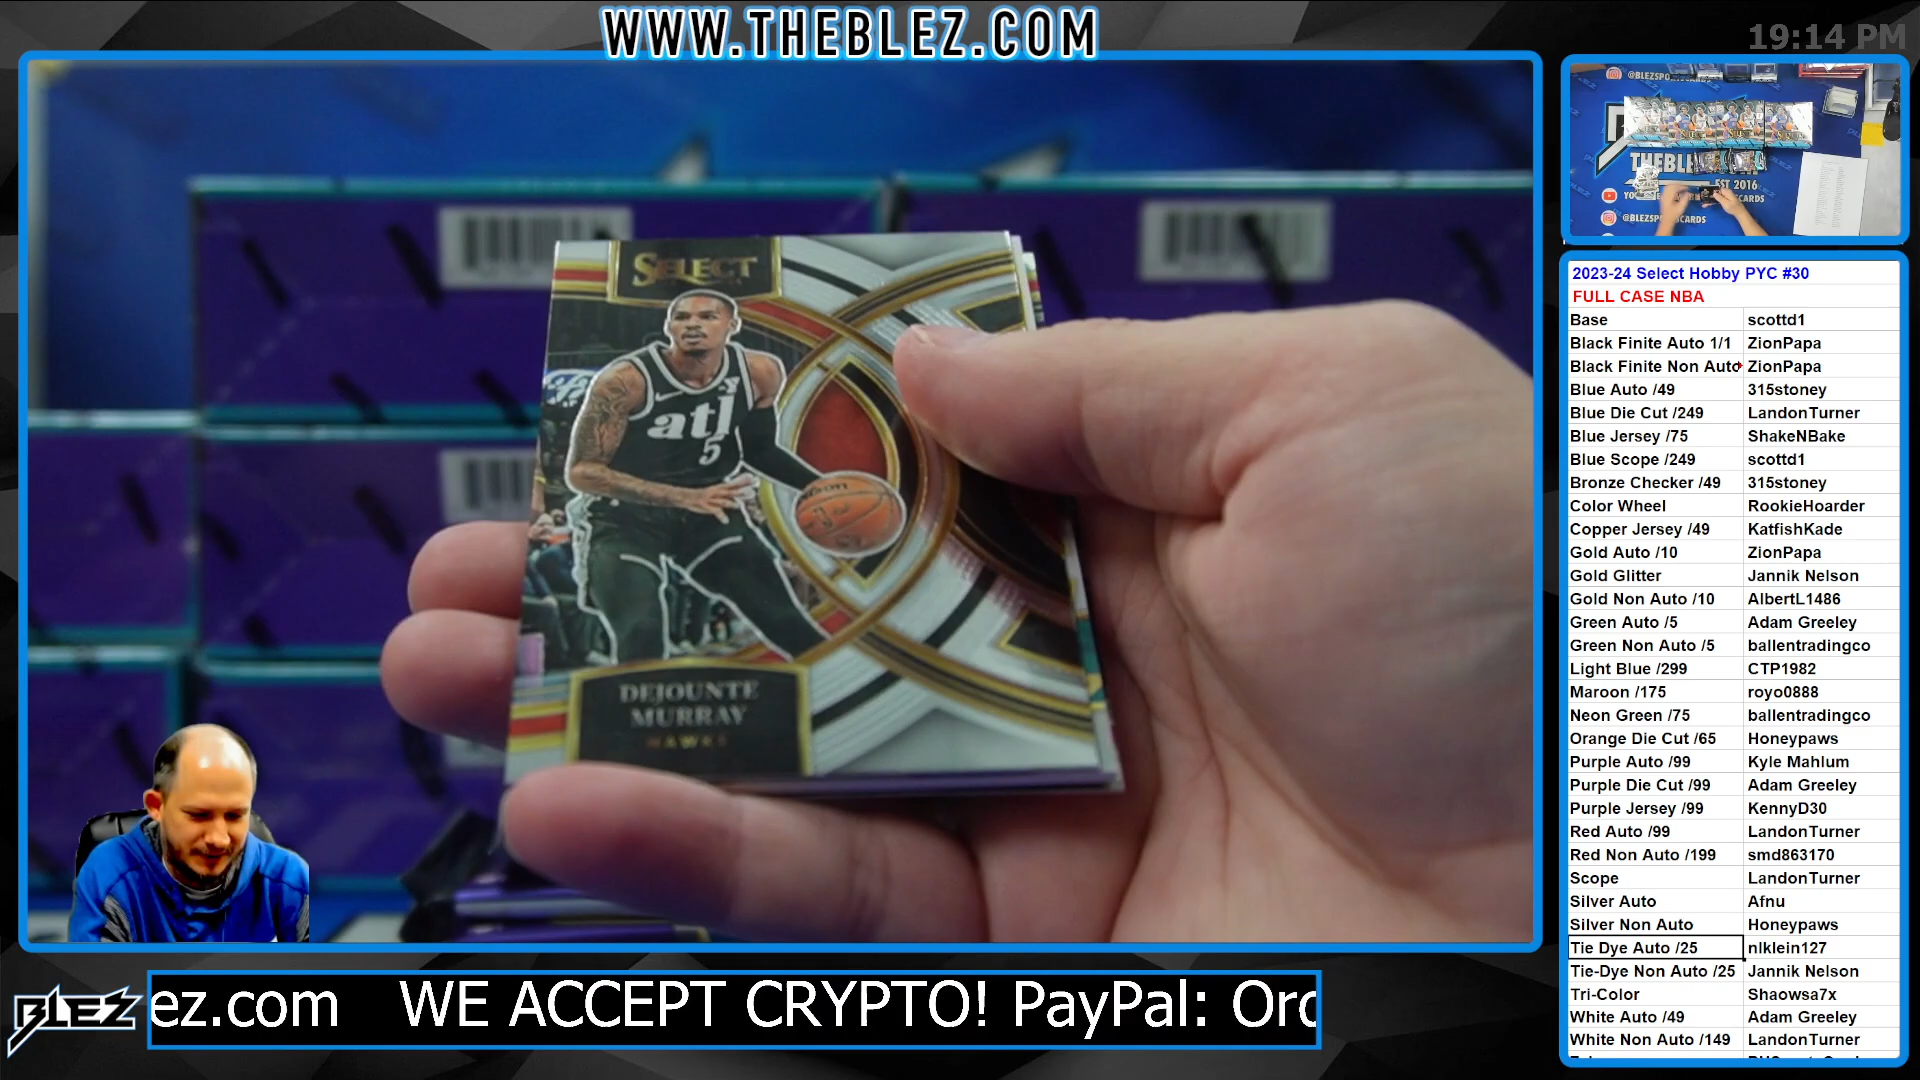 WWW.THEBLEZ.COM
19:14 PM
SELECT
atl
5
DEJOUNTE
MURRAY
HAWKS
@BLEZSPORTSCARDS
EST 2016
@BLEZSPORTSCARDS
2023-24 Select Hobby PYC #30
FULL CASE NBA
Base scottd1
Black Finite Auto 1/1 ZionPapa
Black Finite Non Auto ZionPapa
Blue Auto /49 315stoney
Blue Die Cut /249 LandonTurner
Blue Jersey /75 ShakeNBake
Blue Scope /249 scottd1
Bronze Checker /49 315stoney
Color Wheel RookieHoarder
Copper Jersey /49 KatfishKade
Gold Auto /10 ZionPapa
Gold Glitter Jannik Nelson
Gold Non Auto /10 AlbertL1486
Green Auto /5 Adam Greeley
Green Non Auto /5 ballentradingco
Light Blue /299 CTP1982
Maroon /175 royo0888
Neon Green /75 ballentradingco
Orange Die Cut /65 Honeypaws
Purple Auto /99 Kyle Mahlum
Purple Die Cut /99 Adam Greeley
Purple Jersey /99 KennyD30
Red Auto /99 LandonTurner
Red Non Auto /199 smd863170
Scope LandonTurner
Silver Auto Afnu
Silver Non Auto Honeypaws
Tie Dye Auto /25 nlklein127
Tie-Dye Non Auto /25 Jannik Nelson
Tri-Color Shaowsa7x
White Auto /49 Adam Greeley
White Non Auto /149 LandonTurner
BLEZ
ez.com WE ACCEPT CRYPTO! PayPal: Orc